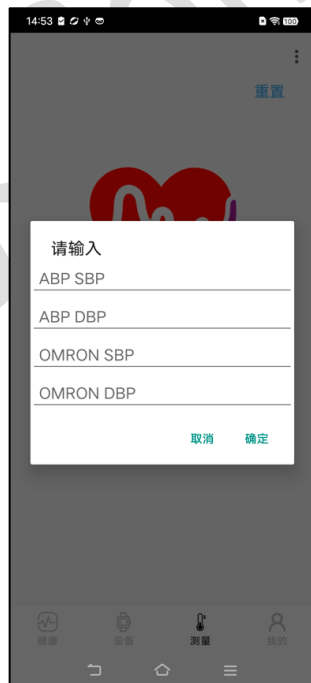 14:53
100
重置
请输入
ABP SBP
ABP DBP
OMRON SBP
OMRON DBP
取消 确定
健康 设备 测量 我的